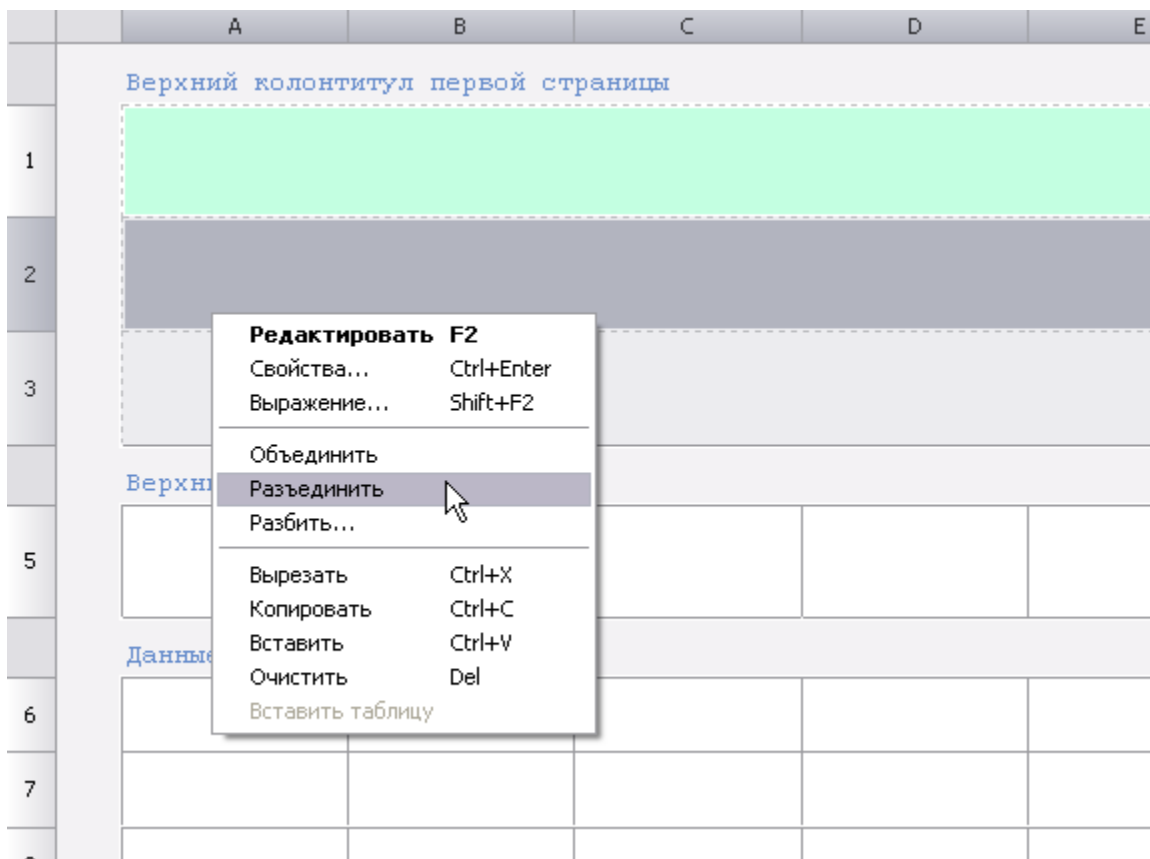 A B C D E
Верхний колонтитул первой страницы
1
2
Редактировать F2
Свойства... Ctrl+Enter
3
Выражение... Shift+F2
Объединить
Верхн
Разъединить
Разбить...
5
Вырезать Ctrl+X
Копировать Ctrl+C
Вставить Ctrl+V
Данные
Очистить Del
6
Вставить таблицу
7